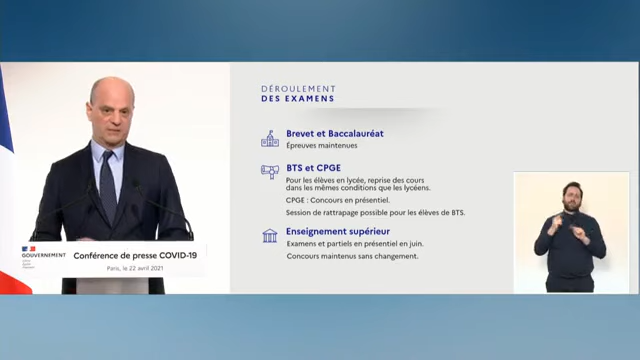 DÉROULEMENT
DES EXAMENS
Brevet et Baccalauréat
Épreuves maintenues
BTS et CPGE
Pour les élèves en lycée, reprise des cours
dans les mêmes conditions que les lycéens.
CPGE : Concours en présentiel.
Session de rattrapage possible pour les élèves de BTS.
Enseignement supérieur
Examens et partiels en présentiel en juin.
Concours maintenus sans changement.
GOUVERNEMENT
Conférence de presse COVID-19
Paris, le 22 avril 2021